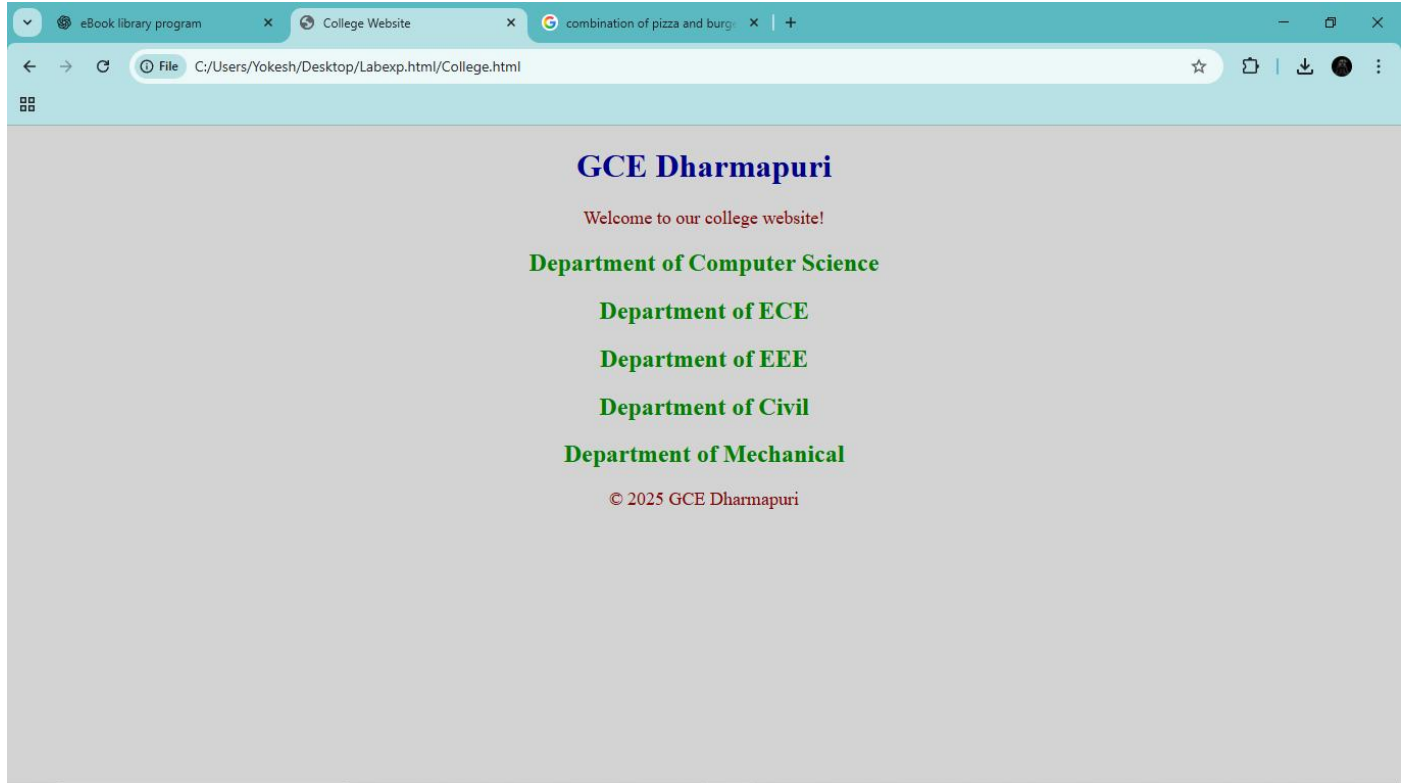 eBook library program
College Website
combination of pizza and burg
File C:/Users/Yokesh/Desktop/Labexp.html/College.html
GCE Dharmapuri
Welcome to our college website!
Department of Computer Science
Department of ECE
Department of EEE
Department of Civil
Department of Mechanical
© 2025 GCE Dharmapuri